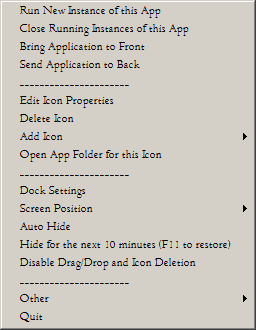 Run New Instance of this App
Close Running Instances of this App
Bring Application to Front
Send Application to Back
----------------------
Edit Icon Properties
Delete Icon
Add Icon
Open App Folder for this Icon
----------------------
Dock Settings
Screen Position
Auto Hide
Hide for the next 10 minutes (F11 to restore)
Disable Drag/Drop and Icon Deletion
----------------------
Other
Quit